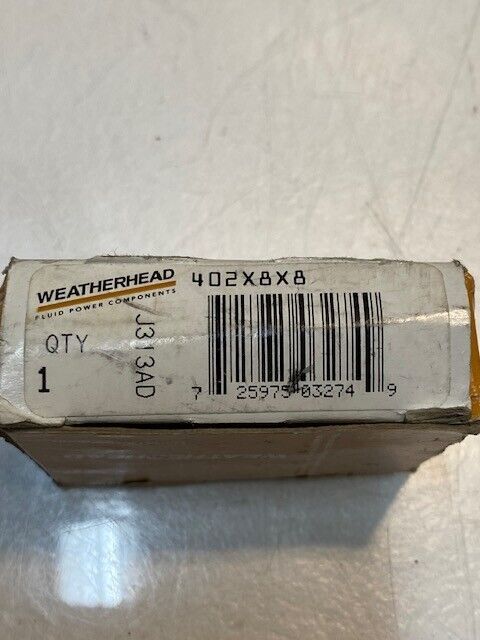 WEATHERHEAD
FLUID POWER COMPONENTS
402X8X8
QTY
1
J313AD
7 25975 03274 9